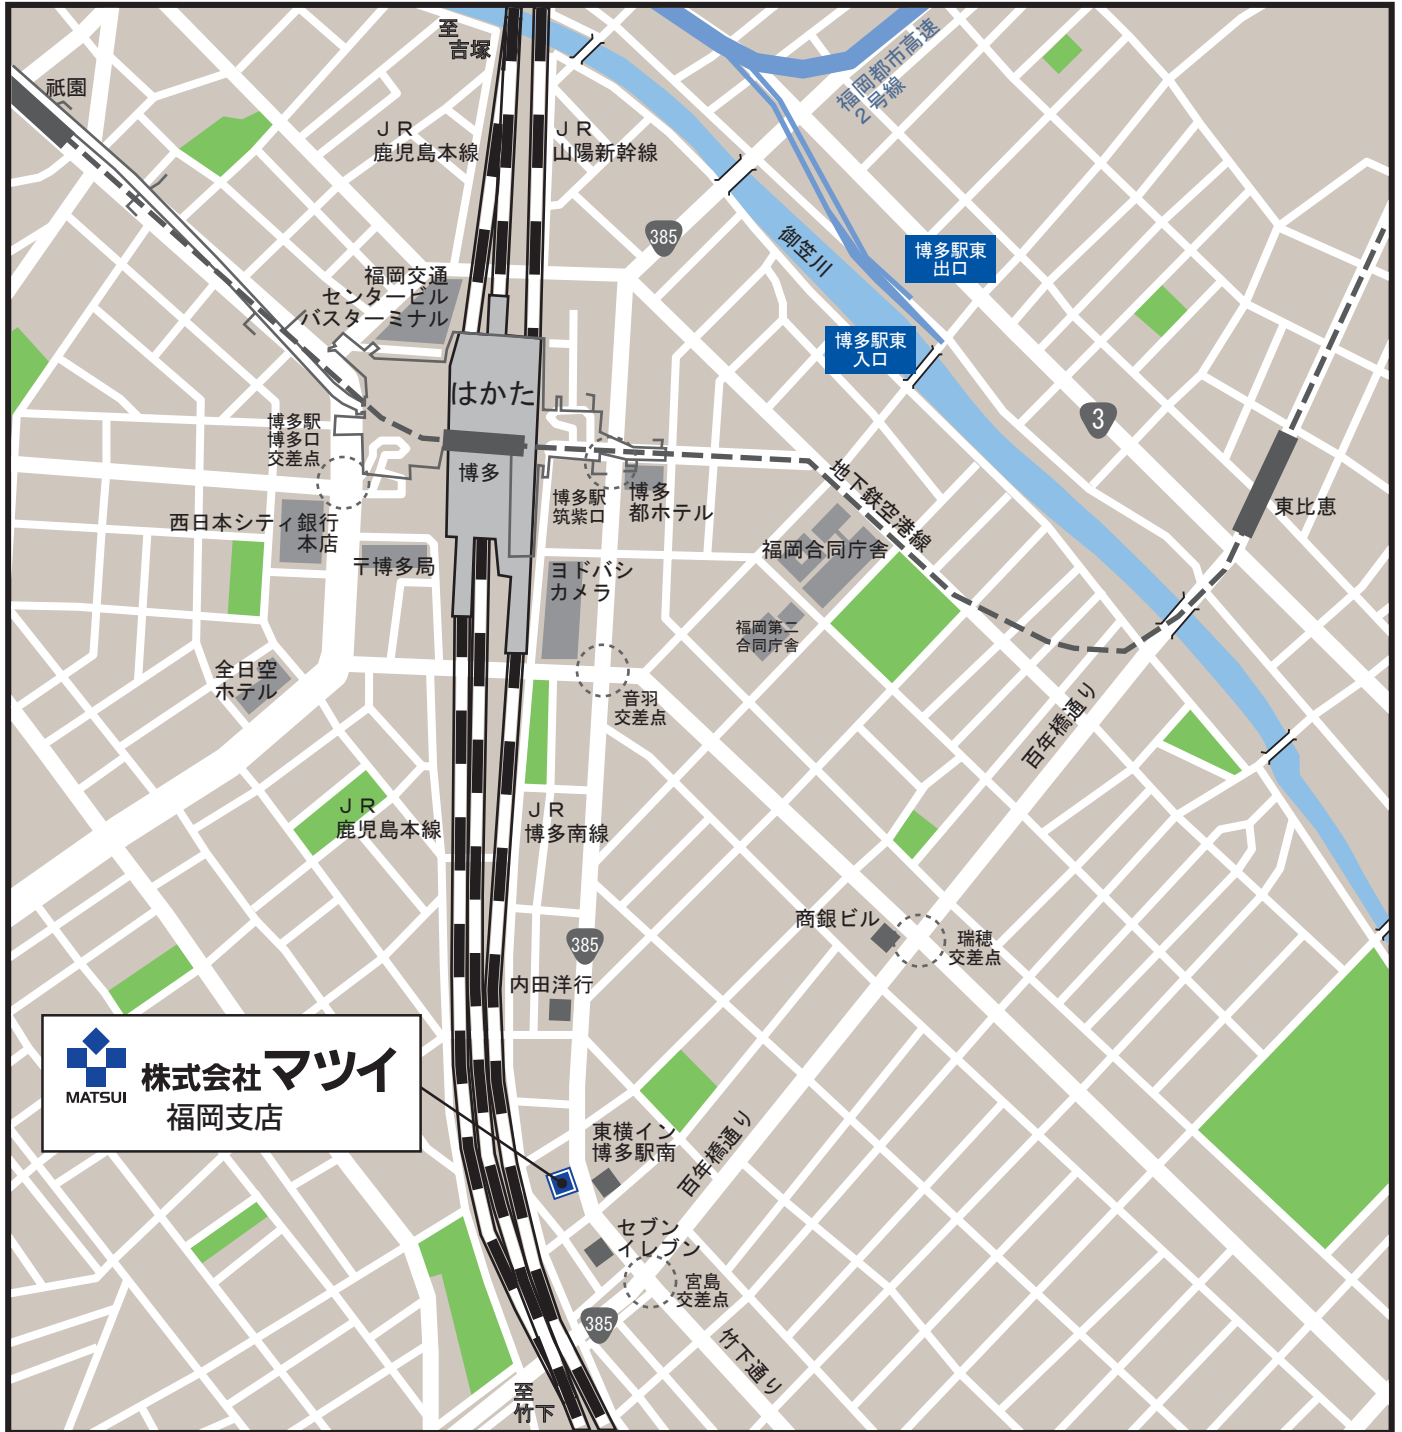 至
吉塚
祇園
ＪＲ
鹿児島本線
ＪＲ
山陽新幹線
福岡都市高速
２号線
385
御笠川
博多駅東
出口
福岡交通
センタービル
バスターミナル
博多駅東
入口
はかた
3
博多駅
博多口
交差点
博多
博多駅
筑紫口
博多
都ホテル
地下鉄空港線
東比恵
西日本シティ銀行
本店
〒博多局
ヨドバシ
カメラ
福岡合同庁舎
福岡第二
合同庁舎
全日空
ホテル
音羽
交差点
百年橋通り
ＪＲ
鹿児島本線
ＪＲ
博多南線
商銀ビル
瑞穂
交差点
385
内田洋行
MATSUI
株式会社マツイ
福岡支店
東横イン
博多駅南
百年橋通り
セブン
イレブン
宮島
交差点
385
竹下通り
至
竹下